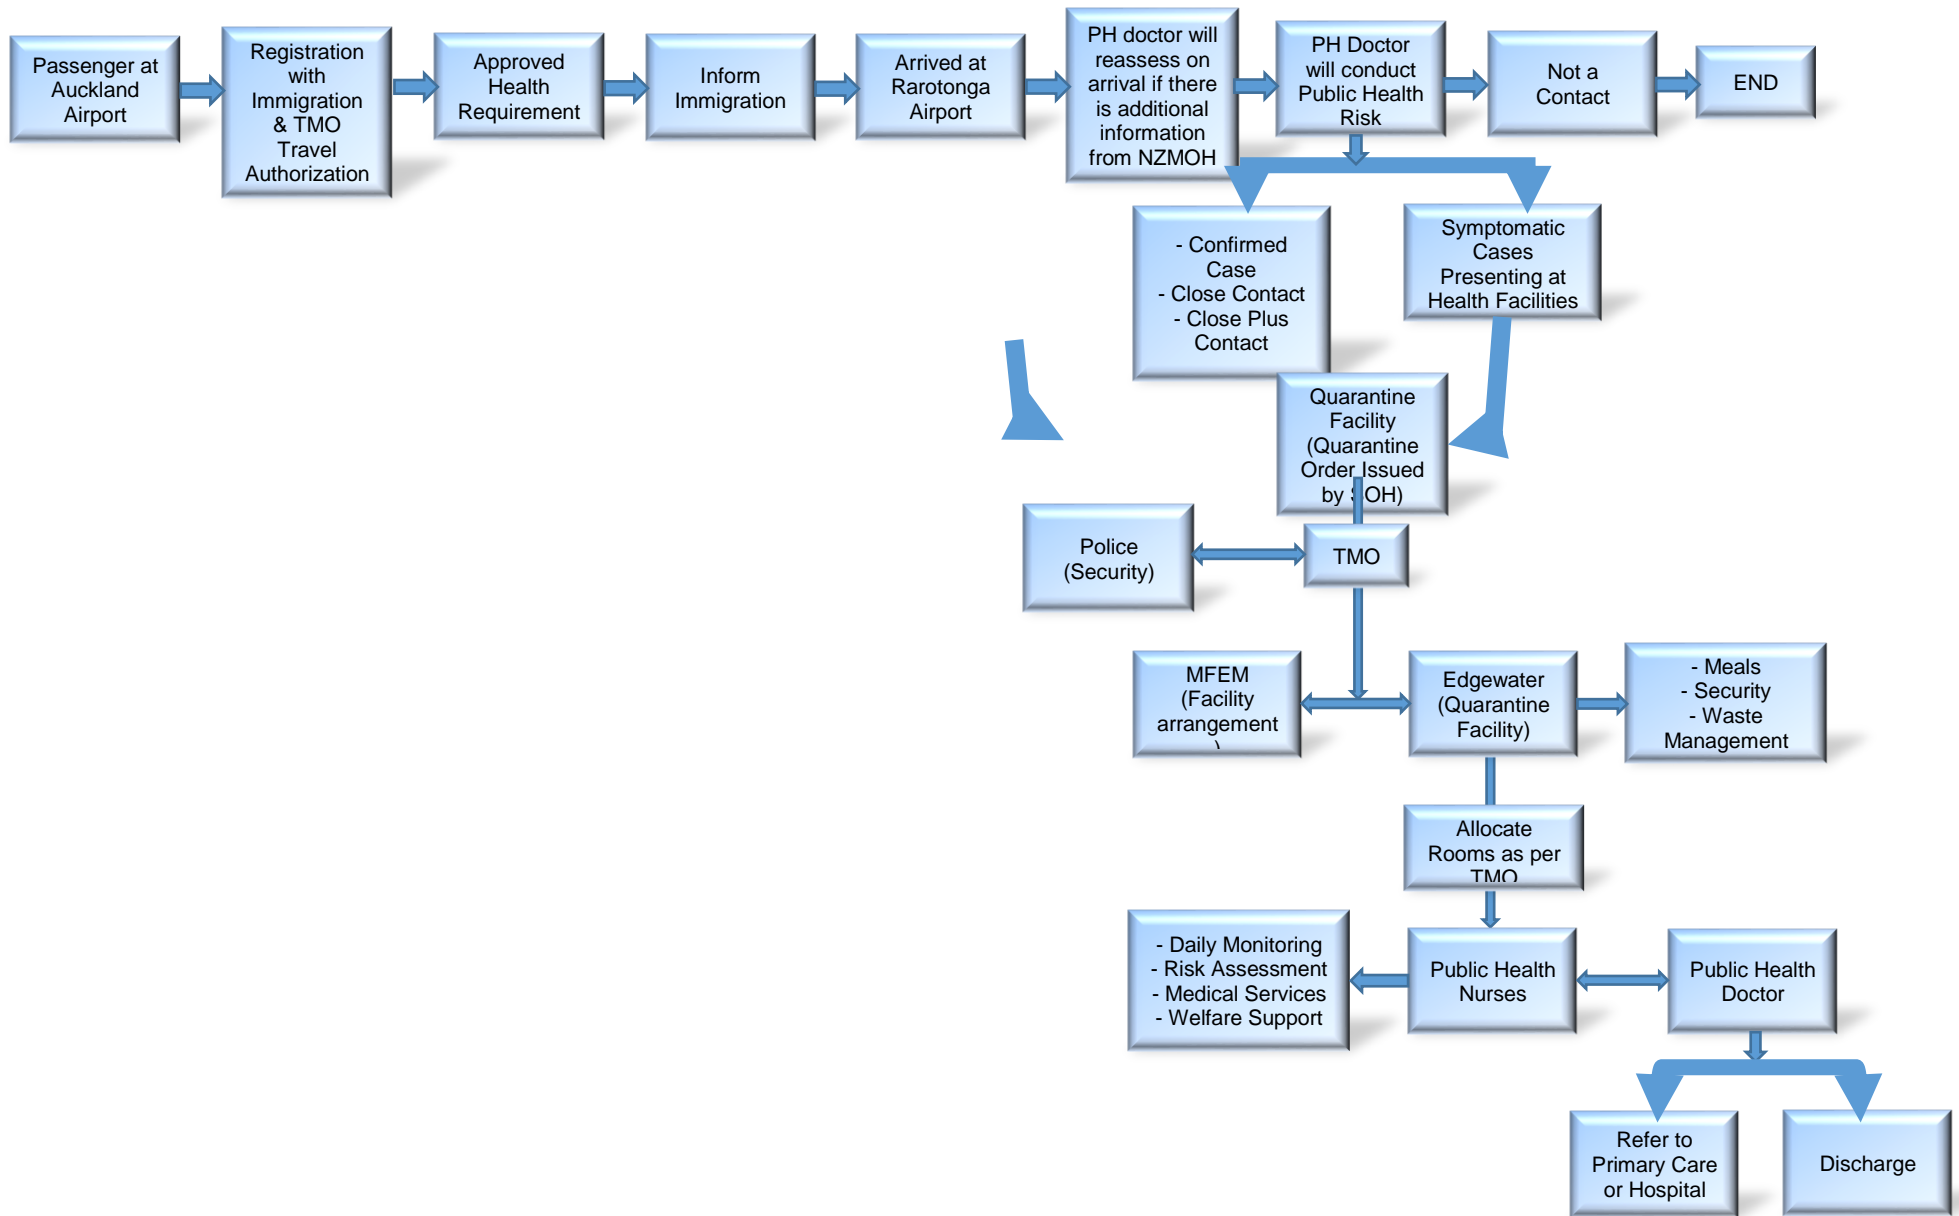 Passenger at
Auckland
Airport
Registration
with
Immigration
& TMO
Travel
Authorization
Approved
Health
Requirement
Inform
Immigration
Arrived at
Rarotonga
Airport
PH doctor will
reassess on
arrival if there
is additional
information
from NZMOH
PH Doctor
will conduct
Public Health
Risk
Not a
Contact
END
- Confirmed
Case
- Close Contact
- Close Plus
Contact
Symptomatic
Cases
Presenting at
Health Facilities
Quarantine
Facility
(Quarantine
Order Issued
by SOH)
Police
(Security)
TMO
MFEM
(Facility
arrangement
)
Edgewater
(Quarantine
Facility)
- Meals
- Security
- Waste
Management
Allocate
Rooms as per
TMO
- Daily Monitoring
- Risk Assessment
- Medical Services
- Welfare Support
Public Health
Nurses
Public Health
Doctor
Refer to
Primary Care
or Hospital
Discharge